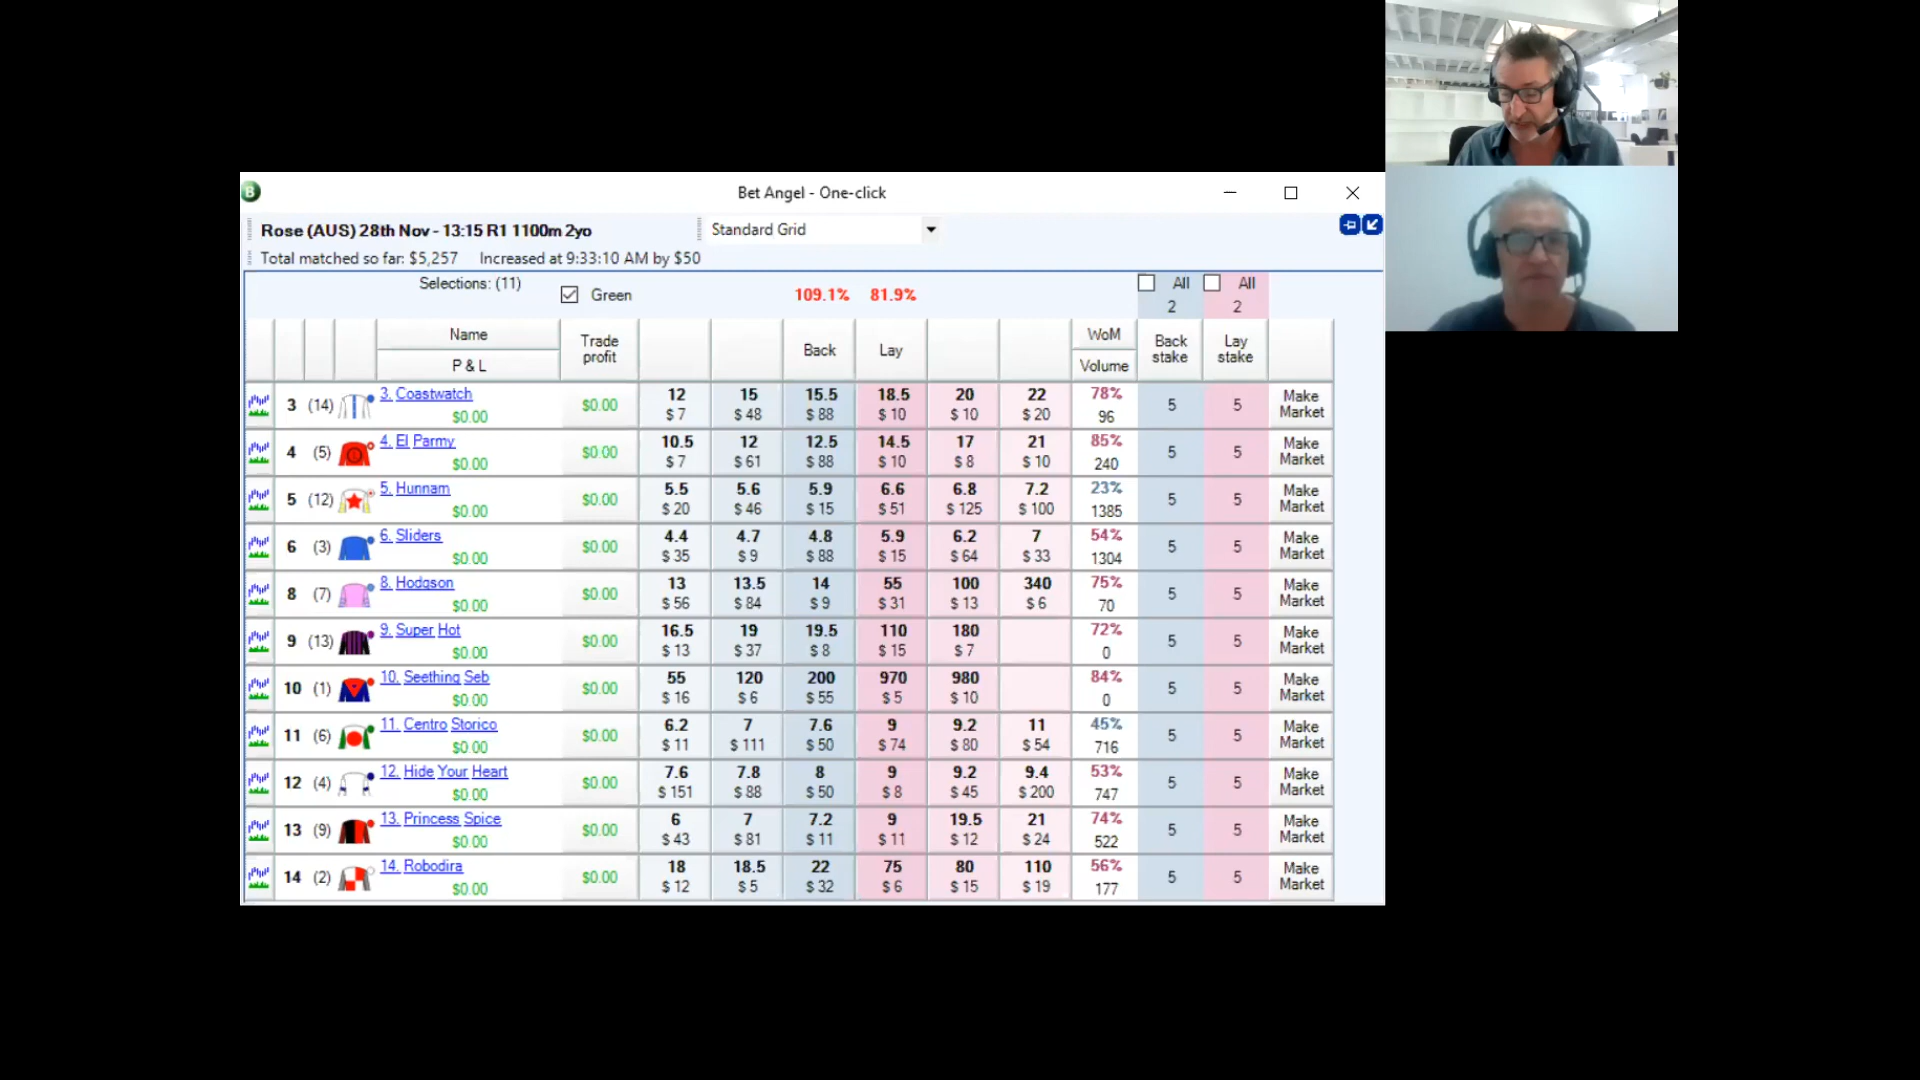 Bet Angel - One-click
Rose (AUS) 28th Nov - 13:15 R1 1100m 2yo
Standard Grid
Total matched so far: $5,257 Increased at 9:33:10 AM by $50
Selections: (11)
Green
109.1% 81.9%
All All
2 2
Name
P & L
Trade profit
Back
Lay
WoM
Volume
Back stake
Lay stake
3 (14) 3. Coastwatch $0.00 12 15 15.5 18.5 20 22 78% 5 5 Make Market
$0.00 $ 7 $ 48 $ 88 $ 10 $ 10 $ 20 96
4 (5) 4. El Parmy $0.00 10.5 12 12.5 14.5 17 21 85% 5 5 Make Market
$0.00 $ 7 $ 61 $ 88 $ 10 $ 8 $ 10 240
5 (12) 5. Hunnam $0.00 5.5 5.6 5.9 6.6 6.8 7.2 23% 5 5 Make Market
$0.00 $ 20 $ 46 $ 15 $ 51 $ 125 $ 100 1385
6 (3) 6. Sliders $0.00 4.4 4.7 4.8 5.9 6.2 7 54% 5 5 Make Market
$0.00 $ 35 $ 9 $ 88 $ 15 $ 64 $ 33 1304
8 (7) 8. Hodgson $0.00 13 13.5 14 55 100 340 75% 5 5 Make Market
$0.00 $ 56 $ 84 $ 9 $ 31 $ 13 $ 6 70
9 (13) 9. Super Hot $0.00 16.5 19 19.5 110 180 72% 5 5 Make Market
$0.00 $ 13 $ 37 $ 8 $ 15 $ 7 0
10 (1) 10. Seething Seb $0.00 55 120 200 970 980 84% 5 5 Make Market
$0.00 $ 16 $ 6 $ 55 $ 5 $ 10 0
11 (6) 11. Centro Storico $0.00 6.2 7 7.6 9 9.2 11 45% 5 5 Make Market
$0.00 $ 11 $ 111 $ 50 $ 74 $ 80 $ 54 716
12 (4) 12. Hide Your Heart $0.00 7.6 7.8 8 9 9.2 9.4 53% 5 5 Make Market
$0.00 $ 151 $ 88 $ 50 $ 8 $ 45 $ 200 747
13 (9) 13. Princess Spice $0.00 6 7 7.2 9 19.5 21 74% 5 5 Make Market
$0.00 $ 43 $ 81 $ 11 $ 11 $ 12 $ 24 522
14 (2) 14. Robodira $0.00 18 18.5 22 75 80 110 56% 5 5 Make Market
$0.00 $ 12 $ 5 $ 32 $ 6 $ 15 $ 19 177